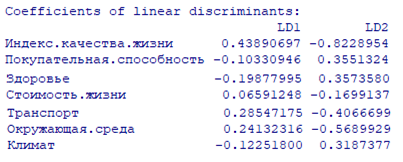 Coefficients of linear discriminants:
LD1 LD2
Индекс.качества.жизни 0.43890697 -0.8228954
Покупательная.способность -0.10330946 0.3551324
Здоровье -0.19877995 0.3573580
Стоимость.жизни 0.06591248 -0.1699137
Транспорт 0.28547175 -0.4066699
Окружающая.среда 0.24132316 -0.5689929
Климат -0.12251800 0.3187377